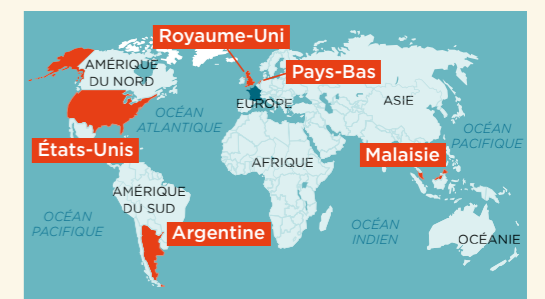 Royaume-Uni
AMÉRIQUE
DU NORD
Pays-Bas
EUROPE
ASIE
OCÉAN
ATLANTIQUE
OCÉAN
PACIFIQUE
États-Unis
AFRIQUE
Malaisie
AMÉRIQUE
DU SUD
OCÉAN
PACIFIQUE
Argentine
OCÉAN
INDIEN
OCÉANIE